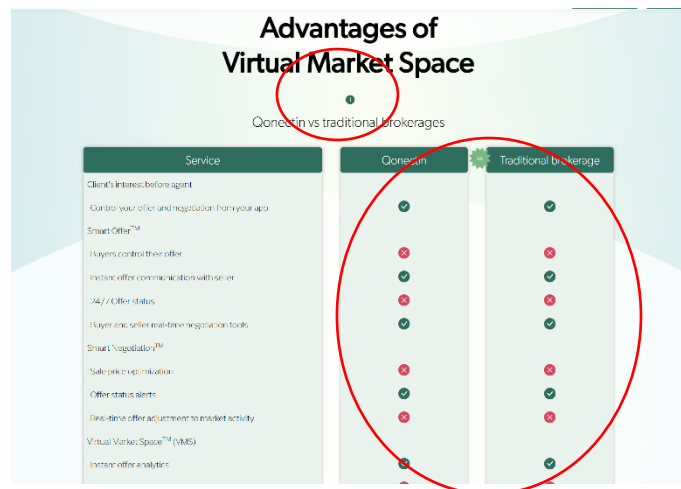 Advantages of
Virtual Market Space
Qonectin vs traditional brokerages
Service Qonectin Traditional brokerage
Client's interest before agent
Control your offer and negotiation from your app
Smart Offer™
Buyers control their offer
Instant offer communication with seller
24/7 Offer status
Buyer and seller real-time negotiation tools
Smart Negotiation™
Sale price optimization
Offer status alerts
Real-time offer adjustment to market activity
Virtual Market Space™ (VMS)
Instant offer analytics